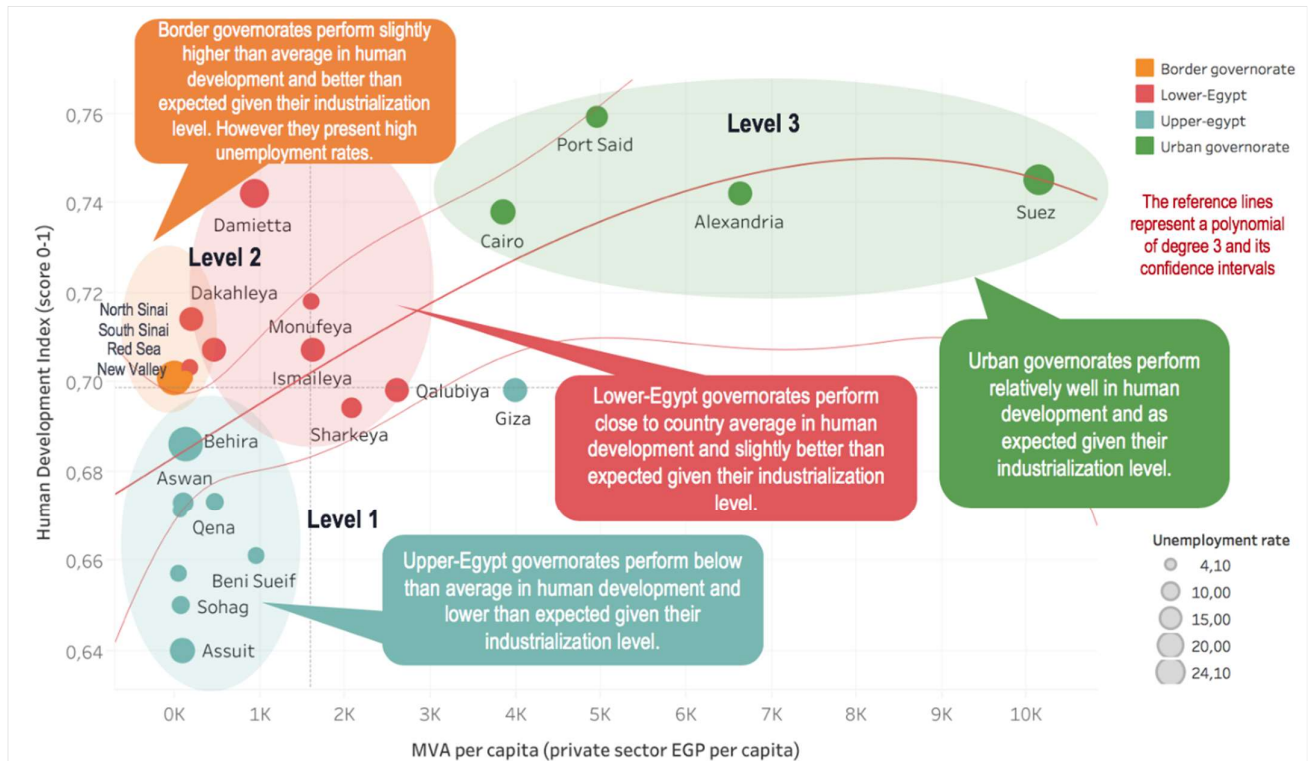 Border governorates perform slightly
higher than average in human
development and better than
expected given their industrialization
level. However they present high
unemployment rates.
Border governorate
Lower-Egypt
Upper-egypt
Urban governorate
The reference lines
represent a polynomial
of degree 3 and its
confidence intervals
Human Development Index (score 0-1)
0,76
0,74
0,72
0,70
0,68
0,66
0,64
Level 3
Port Said
Cairo
Alexandria
Suez
Damietta
Level 2
Dakahleya
North Sinai
South Sinai
Red Sea
New Valley
Monufeya
Ismaileya
Qalubiya
Sharkeya
Giza
Behira
Aswan
Qena
Level 1
Beni Sueif
Sohag
Assuit
Lower-Egypt governorates perform
close to country average in human
development and slightly better than
expected given their industrialization
level.
Urban governorates perform
relatively well in human
development and as
expected given their
industrialization level.
Upper-Egypt governorates perform below
than average in human development and
lower than expected given their
industrialization level.
Unemployment rate
4,10
10,00
15,00
20,00
24,10
0K
1K
2K
3K
4K
5K
6K
7K
8K
9K
10K
MVA per capita (private sector EGP per capita)